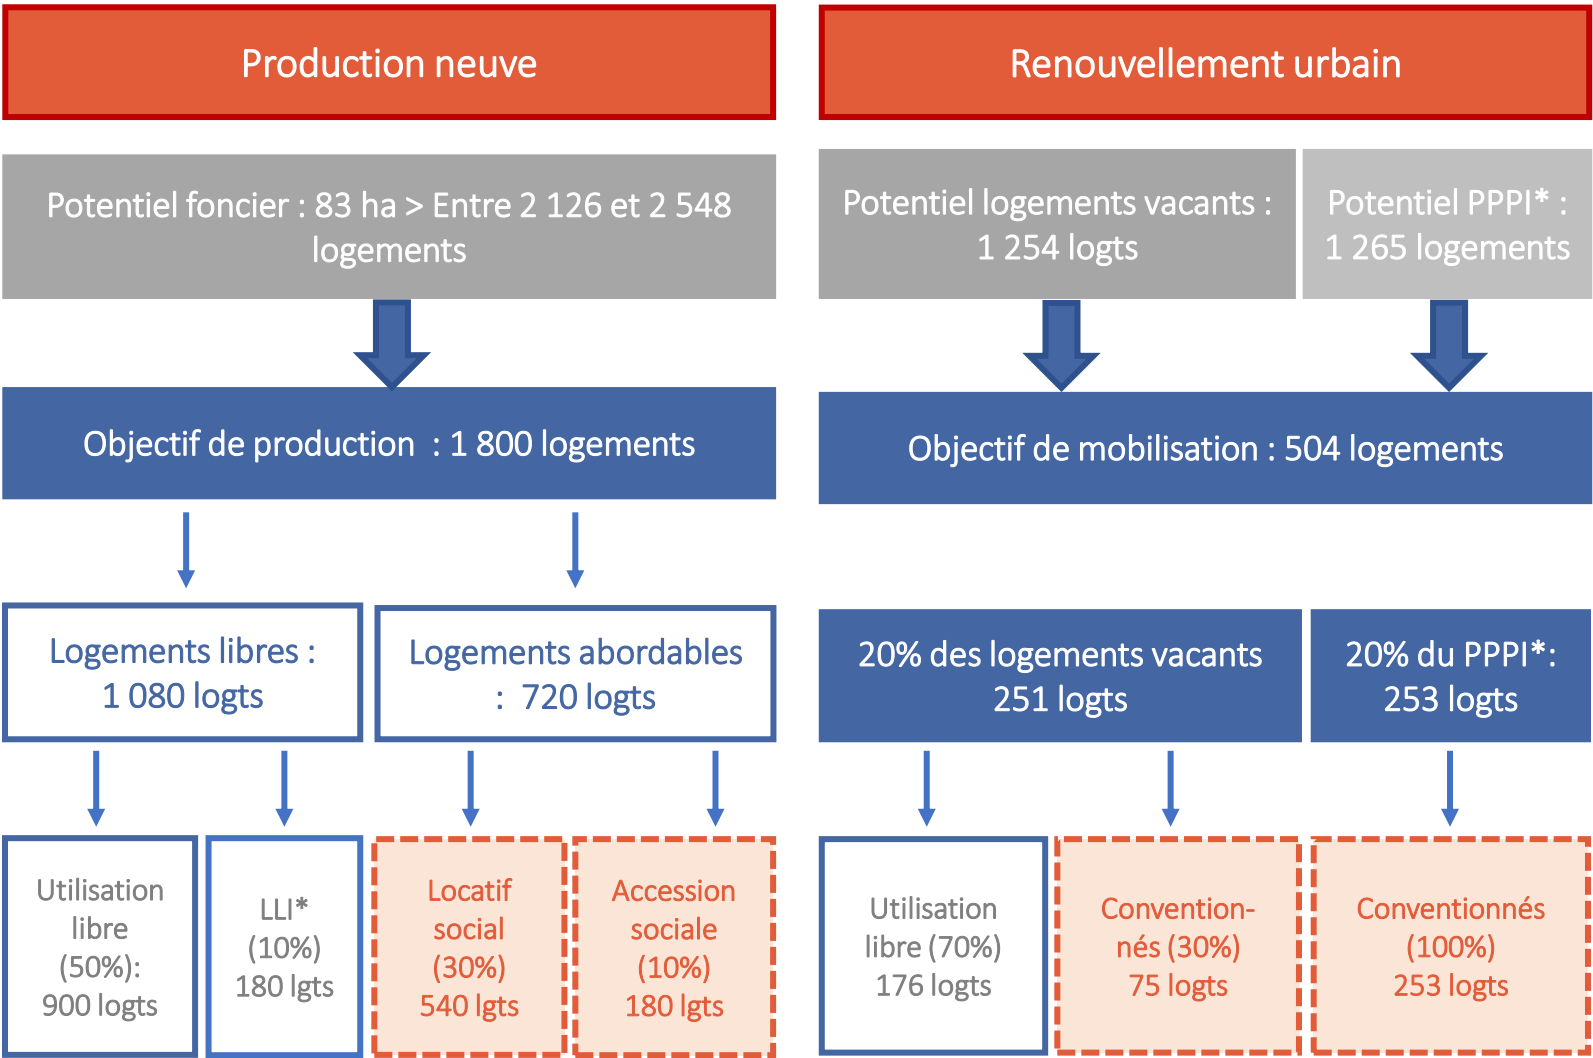 Production neuve
Potentiel foncier : 83 ha > Entre 2 126 et 2 548
logements
Objectif de production  : 1 800 logements
Logements libres :
1 080 logts
Logements abordables
:  720 logts
Utilisation
libre
(50%):
900 logts
LLI*
(10%)
180 lgts
Locatif
social
(30%)
540 lgts
Accession
sociale
(10%)
180 lgts
Renouvellement urbain
Potentiel logements vacants :
1 254 logts
Potentiel PPPI* :
1 265 logements
Objectif de mobilisation : 504 logements
20% des logements vacants
251 logts
20% du PPPI*:
253 logts
Utilisation
libre (70%)
176 logts
Convention-
nés (30%)
75 logts
Conventionnés
(100%)
253 logts